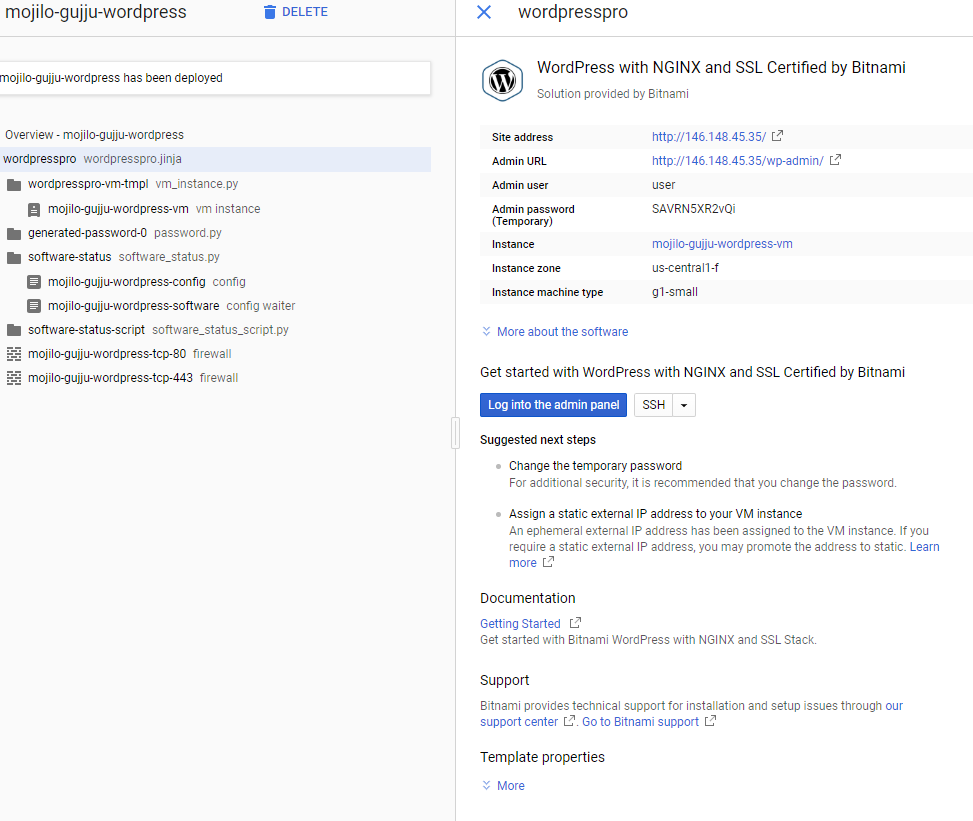 mojilo-gujju-wordpress
DELETE
mojilo-gujju-wordpress has been deployed
Overview - mojilo-gujju-wordpress
wordpresspro wordpresspro.jinja
wordpresspro-vm-tmpl vm_instance.py
mojilo-gujju-wordpress-vm vm instance
generated-password-0 password.py
software-status software_status.py
mojilo-gujju-wordpress-config config
mojilo-gujju-wordpress-software config waiter
software-status-script software_status_script.py
mojilo-gujju-wordpress-tcp-80 firewall
mojilo-gujju-wordpress-tcp-443 firewall
wordpresspro
WordPress with NGINX and SSL Certified by Bitnami
Solution provided by Bitnami
Site address http://146.148.45.35/
Admin URL http://146.148.45.35/wp-admin/
Admin user user
Admin password SAVRN5XR2vQi
(Temporary)
Instance mojilo-gujju-wordpress-vm
Instance zone us-central1-f
Instance machine type g1-small
More about the software
Get started with WordPress with NGINX and SSL Certified by Bitnami
Log into the admin panel SSH
Suggested next steps
Change the temporary password
For additional security, it is recommended that you change the password.
Assign a static external IP address to your VM instance
An ephemeral external IP address has been assigned to the VM instance. If you
require a static external IP address, you may promote the address to static. Learn
more
Documentation
Getting Started
Get started with Bitnami WordPress with NGINX and SSL Stack.
Support
Bitnami provides technical support for installation and setup issues through our
support center . Go to Bitnami support
Template properties
More